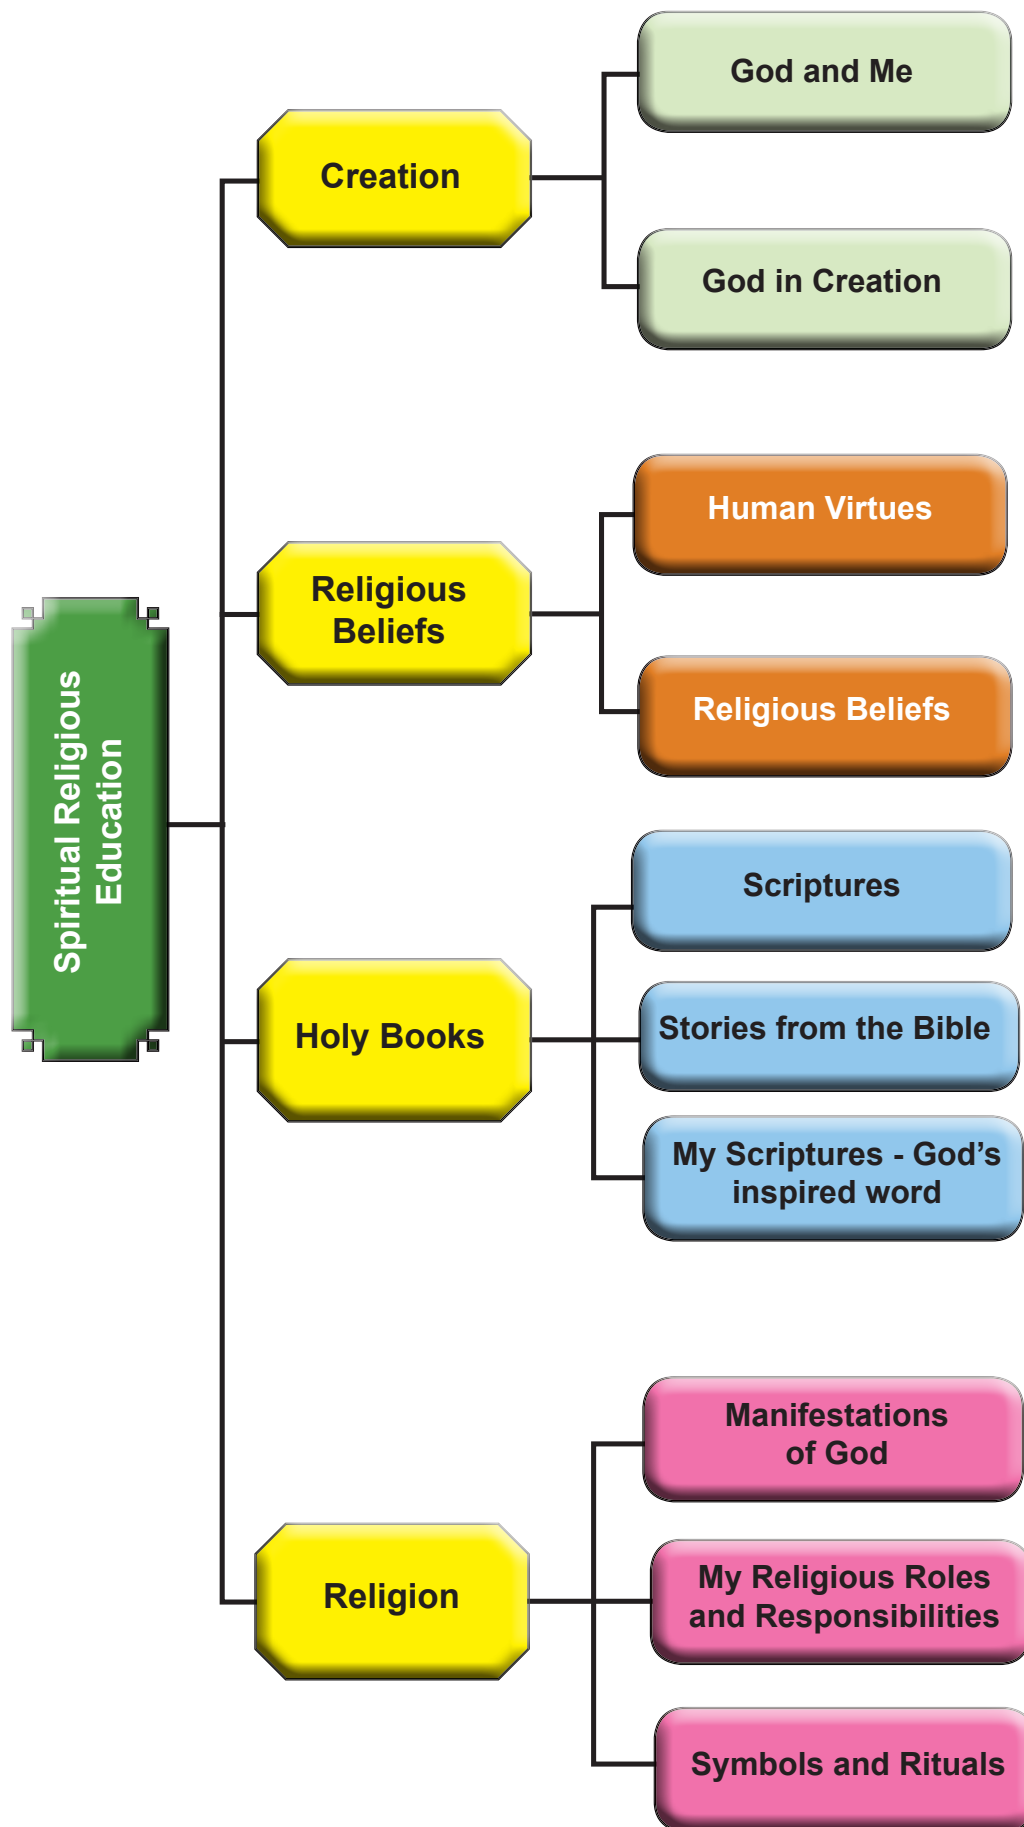 Spiritual Religious
Education
Creation
God and Me
God in Creation
Religious
Beliefs
Human Virtues
Religious Beliefs
Holy Books
Scriptures
Stories from the Bible
My Scriptures - God’s
inspired word
Religion
Manifestations
of God
My Religious Roles
and Responsibilities
Symbols and Rituals